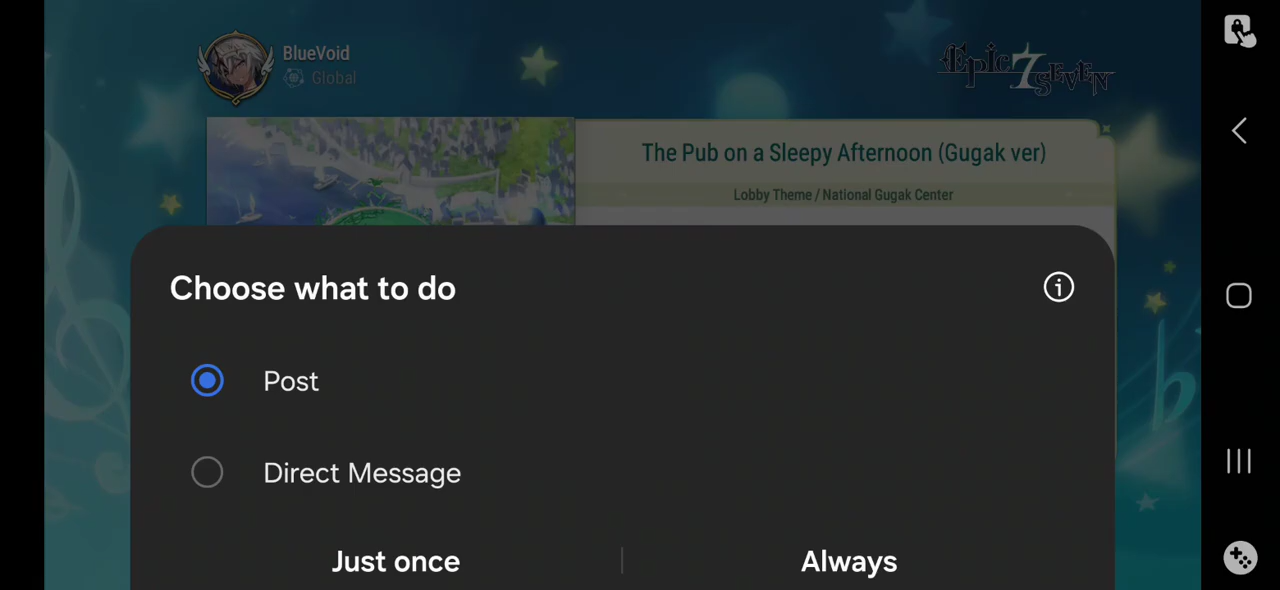 BlueVoid
Global
Epic 7 SEVEN
The Pub on a Sleepy Afternoon (Gugak ver)
Lobby Theme / National Gugak Center
Choose what to do
Post
Direct Message
Just once
Always